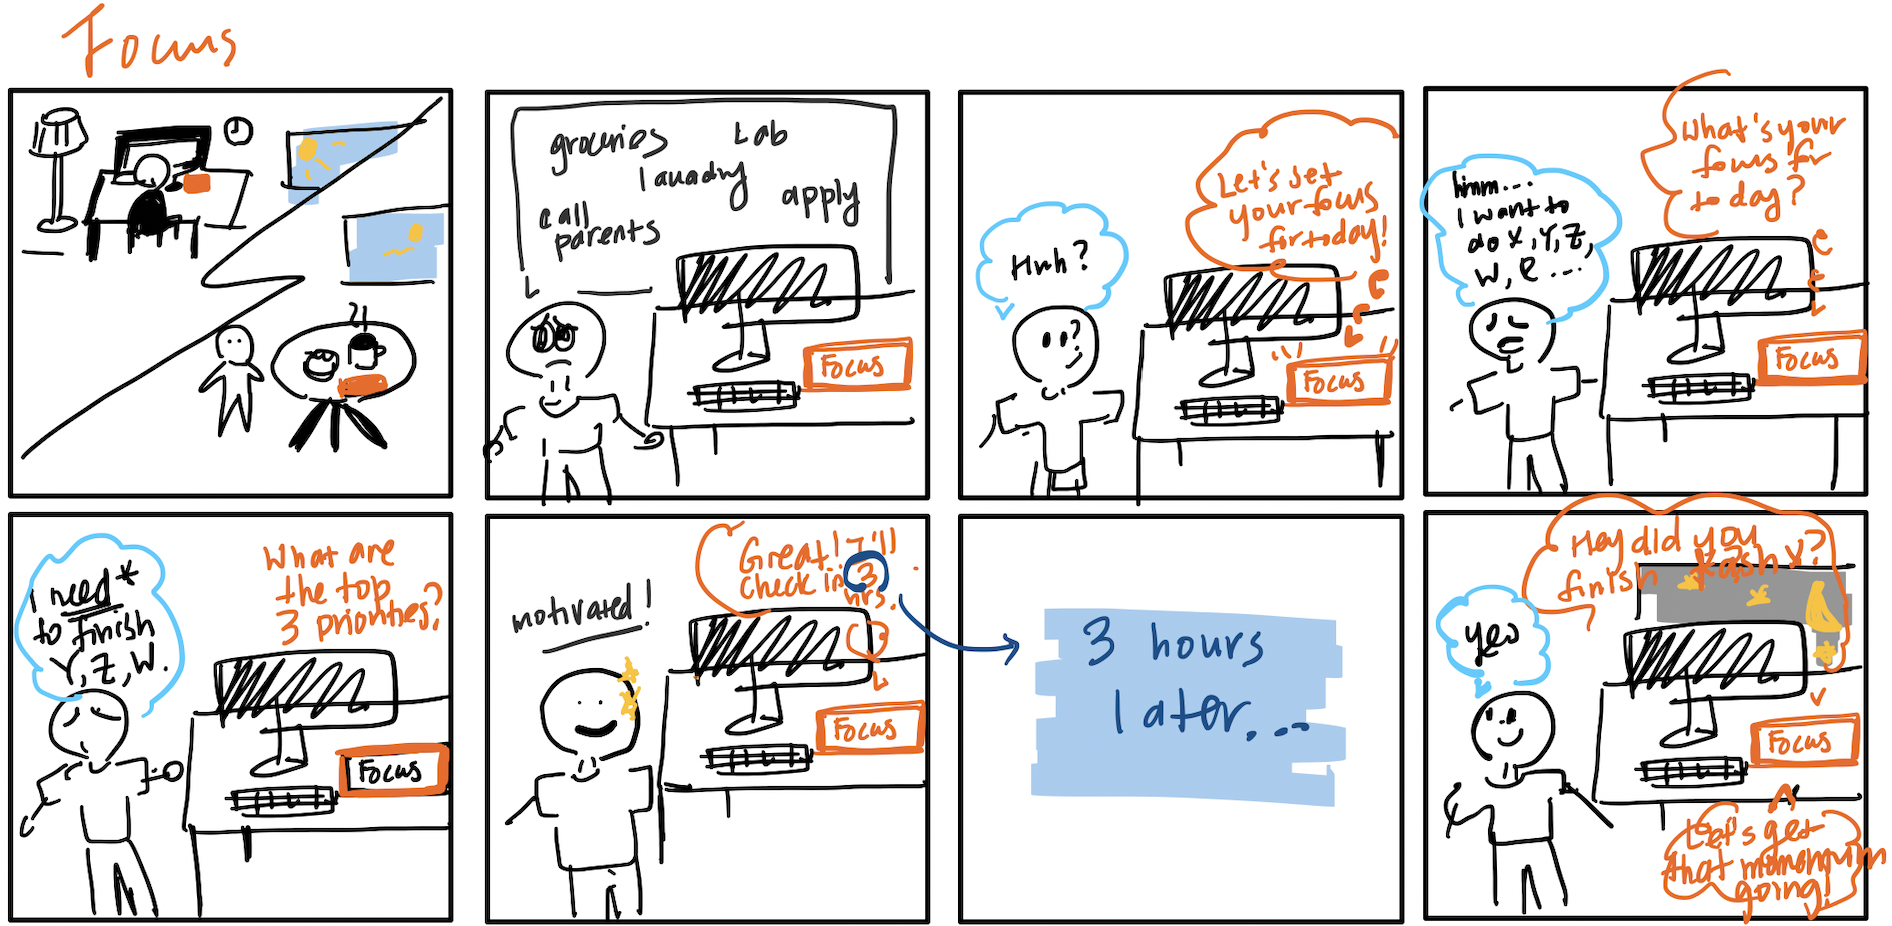 Focus
groceries Lab
laundry
apply
call
parents
Focus
Huh?
Let's set
your focus
for today!
Focus
hmm...
I want to
do X, Y, Z,
W, e ...
What's your
focus for
today?
Focus
I need*
to finish
Y, Z, W.
What are
the top
3 priorities?
Focus
motivated!
Great! I'll
check in 3
hrs.
Focus
3 hours
later...
Hey did you
finish task X?
yes
Focus
Let's get
that momentum
going!